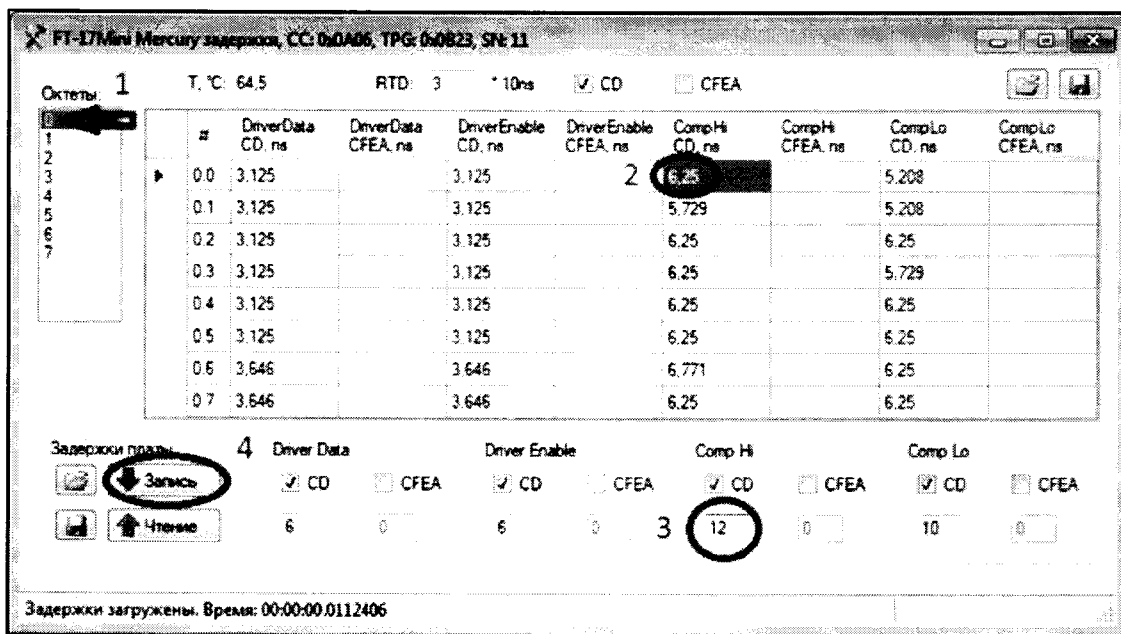 FT-17Mini Mercury задержки, CC: 0x0A06, TPG: 0x0B23, SN: 11
Октеты: 1 T, °C: 64,5 RTD: 3 3 * 10ns CD CFEA
0
1
2
3
4
5
6
7
# DriverData CD, ns DriverData CFEA, ns DriverEnable CD, ns DriverEnable CFEA, ns CompHi CD, ns CompHi CFEA, ns CompLo CD, ns CompLo CFEA, ns
0.0 3,125 3,125 2 6,25 5,208
0.1 3,125 3,125 5,729 5,208
0.2 3,125 3,125 6,25 6,25
0.3 3,125 3,125 6,25 5,729
0.4 3,125 3,125 6,25 6,25
0.5 3,125 3,125 6,25 6,25
0.6 3,646 3,646 6,771 6,25
0.7 3,646 3,646 6,25 6,25
Задержки платы 4 Driver Data Driver Enable Comp Hi Comp Lo
Запись CD CFEA CD CFEA CD CFEA CD CFEA
Чтение 6 0 6 0 3 12 0 10 0
Задержки загружены. Время: 00:00:00.0112406